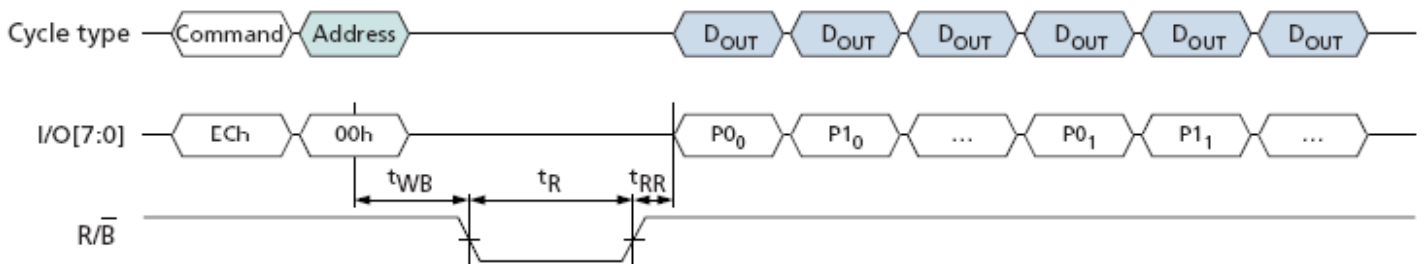 Cycle type Command Address DOUT DOUT DOUT DOUT DOUT DOUT
I/O[7:0] ECh 00h P00 P10 ... P01 P11 ...
tWB tR tRR
R/B̅